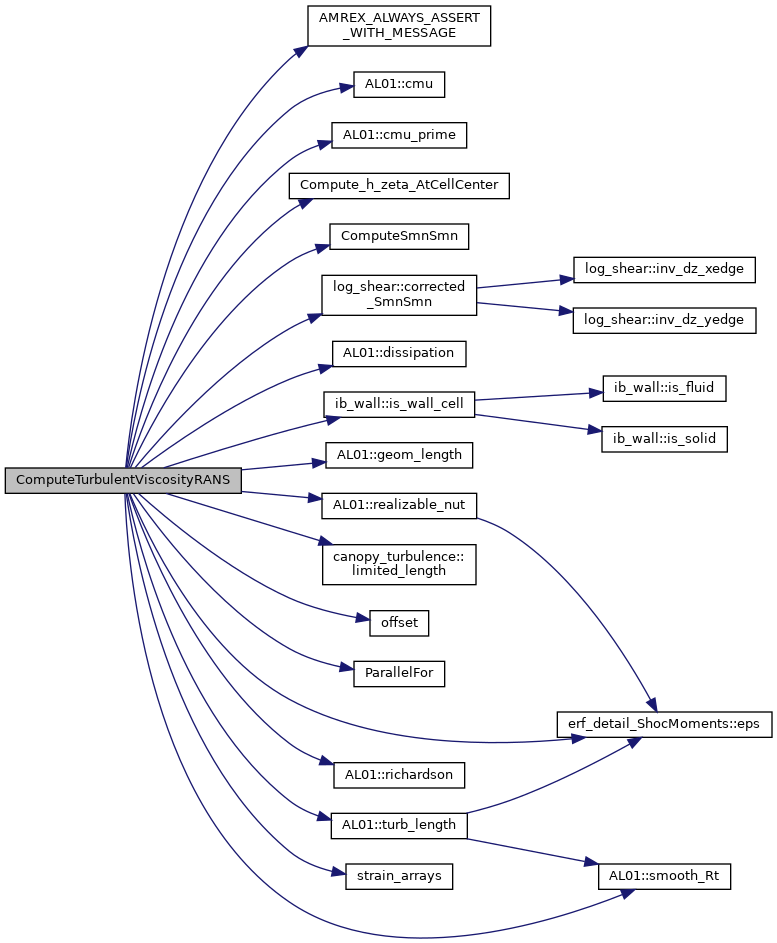 AMREX_ALWAYS_ASSERT
_WITH_MESSAGE
AL01::cmu
AL01::cmu_prime
Compute_h_zeta_AtCellCenter
ComputeSmnSmn
log_shear::corrected
_SmnSmn
log_shear::inv_dz_xedge
log_shear::inv_dz_yedge
AL01::dissipation
ib_wall::is_wall_cell
ib_wall::is_fluid
ib_wall::is_solid
AL01::geom_length
ComputeTurbulentViscosityRANS
AL01::realizable_nut
canopy_turbulence::
limited_length
offset
ParallelFor
erf_detail_ShocMoments::eps
AL01::richardson
AL01::turb_length
strain_arrays
AL01::smooth_Rt